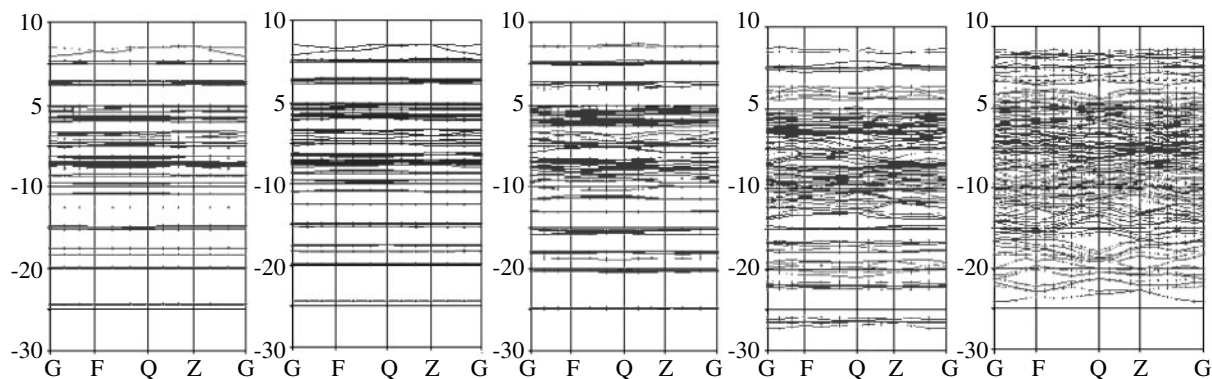 10 10 10 10 10
5 5 5 5 5
-10 -10 -10 -10 -10
-20 -20 -20 -20 -20
-30 -30 -30 -30 -30
G F Q Z G G F Q Z G G F Q Z G G F Q Z G G F Q Z G